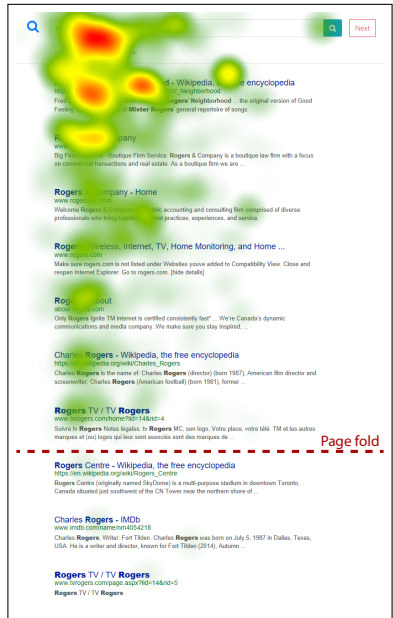 Next
d - Wikipedia, encyclopedia
Neighborhood
Rogers' Neighborhood ... the original version of Good
Feeling of Mister Rogers' general repertoire of songs.
Big Firm - Boutique Firm Service. Rogers & Company is a boutique law firm with a focus
on commercial transactions and real estate. As a boutique firm we are ...
Rogers & Company - Home
Welcome Rogers & Company public accounting and consulting firm comprised of diverse
professionals who bring together best practices, experiences, and service.
Rogers Wireless, Internet, TV, Home Monitoring, and Home ...
www.rogers.com
Make sure rogers.com is not listed under Websites youve added to Compatibility View. Close and
reopen Internet Explorer. Go to rogers.com. [hide details]
Rogers About
about.rogers.com
Only Rogers Ignite TM internet is certified consistently fast* ... We're Canada's dynamic
communications and media company. We make sure you stay inspired, ...
Charles Rogers - Wikipedia, the free encyclopedia
https://en.wikipedia.org/wiki/Charles_Rogers
Charles Rogers is the name of: Charles Rogers (director) (born 1987), American film director and
screenwriter; Charles Rogers (American football) (born 1981), former ...
Rogers TV / TV Rogers
www.tvrogers.com/home?lid=14&rid=4
Suivre tv Rogers Notes légales. tv Rogers MC, son logo, Votre place, votre télé. TM et les autres
marques et (ou) logos qui leur sont associés sont des marques de ...
Page fold
Rogers Centre - Wikipedia, the free encyclopedia
https://en.wikipedia.org/wiki/Rogers_Centre
Rogers Centre (originally named SkyDome) is a multi-purpose stadium in downtown Toronto,
Canada situated just southwest of the CN Tower near the northern shore of ...
Charles Rogers - IMDb
www.imdb.com/name/nm4054218
Charles Rogers, Writer: Fort Tilden. Charles Rogers was born on July 5, 1987 in Dallas, Texas,
USA. He is a writer and director, known for Fort Tilden (2014), Autumn ...
Rogers TV / TV Rogers
www.tvrogers.com/page.aspx?lid=14&rid=5
Rogers TV / TV Rogers